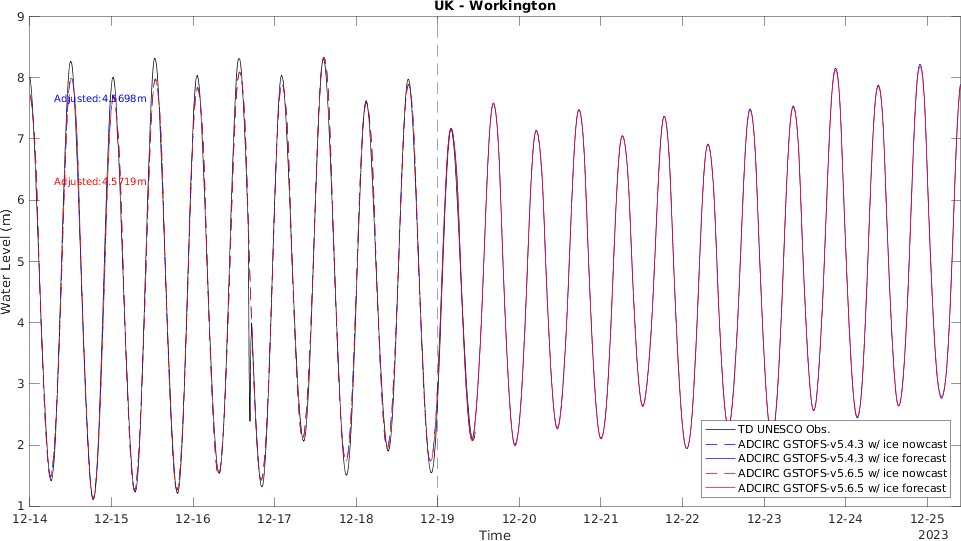 UK - Workington
9
8
7
6
5
4
3
2
1
Water Level (m)
Adjusted:4.5698m
Adjusted:4.5719m
TD UNESCO Obs.
ADCIRC GSTOFS-v5.4.3 w/ ice nowcast
ADCIRC GSTOFS-v5.4.3 w/ ice forecast
ADCIRC GSTOFS-v5.6.5 w/ ice nowcast
ADCIRC GSTOFS-v5.6.5 w/ ice forecast
12-14 12-15 12-16 12-17 12-18 12-19 12-20 12-21 12-22 12-23 12-24 12-25
Time
2023